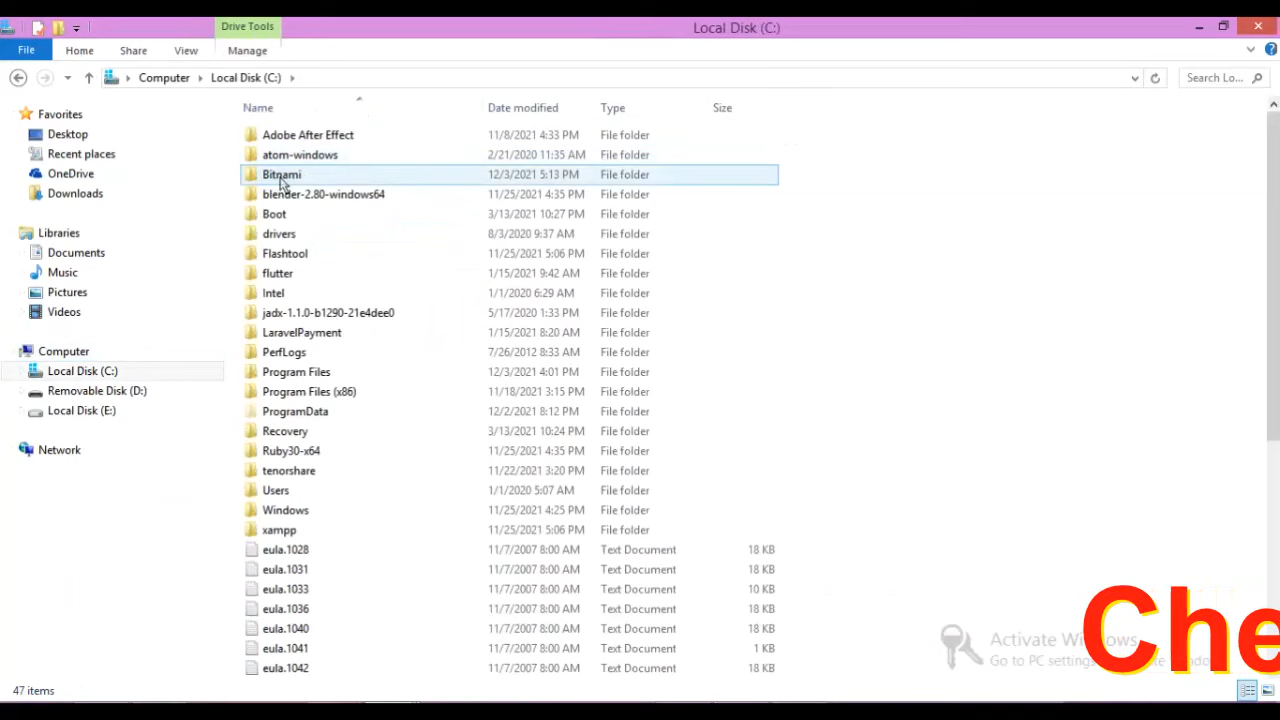 Drive Tools
Local Disk (C:)
File Home Share View Manage
Computer Local Disk (C:) Search Lo...
Name Date modified Type Size
Favorites
Desktop
Recent places
OneDrive
Downloads
Libraries
Documents
Music
Pictures
Videos
Computer
Local Disk (C:)
Removable Disk (D:)
Local Disk (E:)
Network
Adobe After Effect 11/8/2021 4:33 PM File folder
atom-windows 2/21/2020 11:35 AM File folder
Bitnami 12/3/2021 5:13 PM File folder
blender-2.80-windows64 11/25/2021 4:35 PM File folder
Boot 3/13/2021 10:27 PM File folder
drivers 8/3/2020 9:37 AM File folder
Flashtool 11/25/2021 5:06 PM File folder
flutter 1/15/2021 9:42 AM File folder
Intel 1/1/2020 6:29 AM File folder
jadx-1.1.0-b1290-21e4dee0 5/17/2020 1:33 PM File folder
LaravelPayment 1/15/2021 8:20 AM File folder
PerfLogs 7/26/2012 8:33 AM File folder
Program Files 12/3/2021 4:01 PM File folder
Program Files (x86) 11/18/2021 3:15 PM File folder
ProgramData 12/2/2021 8:12 PM File folder
Recovery 3/13/2021 10:24 PM File folder
Ruby30-x64 11/25/2021 4:35 PM File folder
tenorshare 11/22/2021 3:20 PM File folder
Users 1/1/2020 5:07 AM File folder
Windows 11/25/2021 4:25 PM File folder
xampp 11/25/2021 5:06 PM File folder
eula.1028 11/7/2007 8:00 AM Text Document 18 KB
eula.1031 11/7/2007 8:00 AM Text Document 18 KB
eula.1033 11/7/2007 8:00 AM Text Document 10 KB
eula.1036 11/7/2007 8:00 AM Text Document 18 KB
eula.1040 11/7/2007 8:00 AM Text Document 18 KB
eula.1041 11/7/2007 8:00 AM Text Document 1 KB
eula.1042 11/7/2007 8:00 AM Text Document 18 KB
Activate Windows
Go to PC settings
Che
47 items